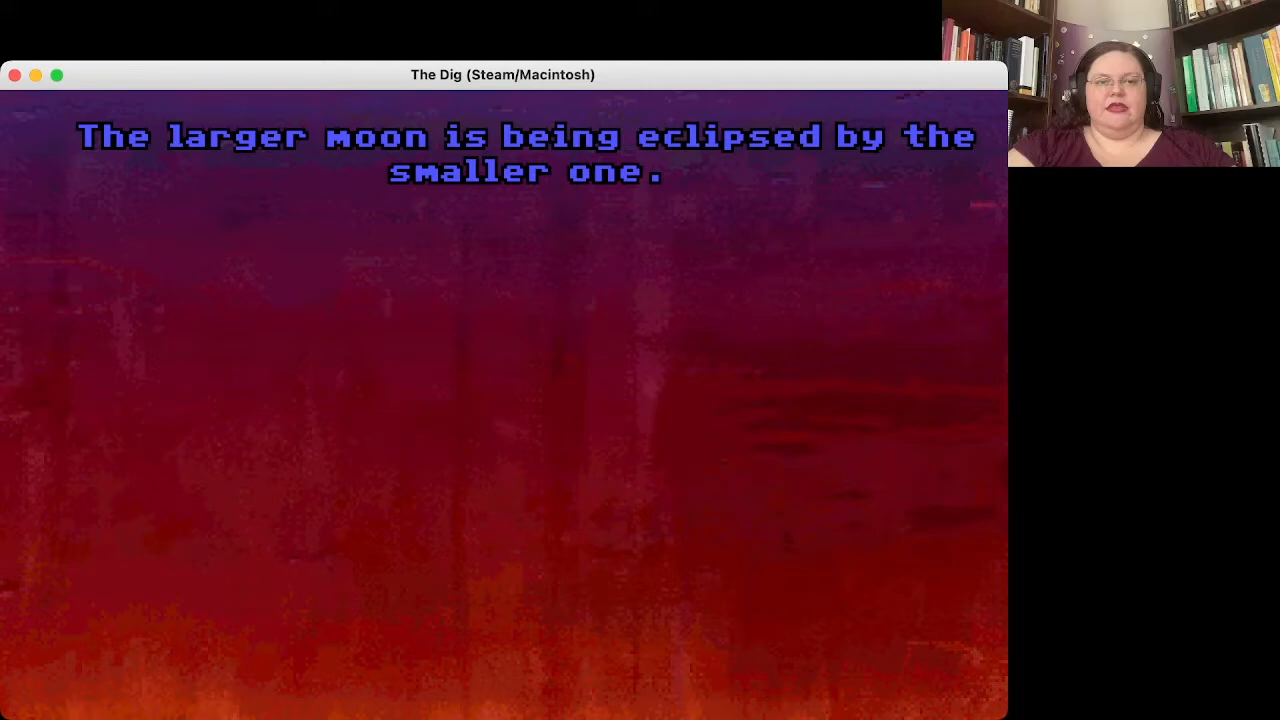 The Dig (Steam/Macintosh)
The larger moon is being eclipsed by the
smaller one.